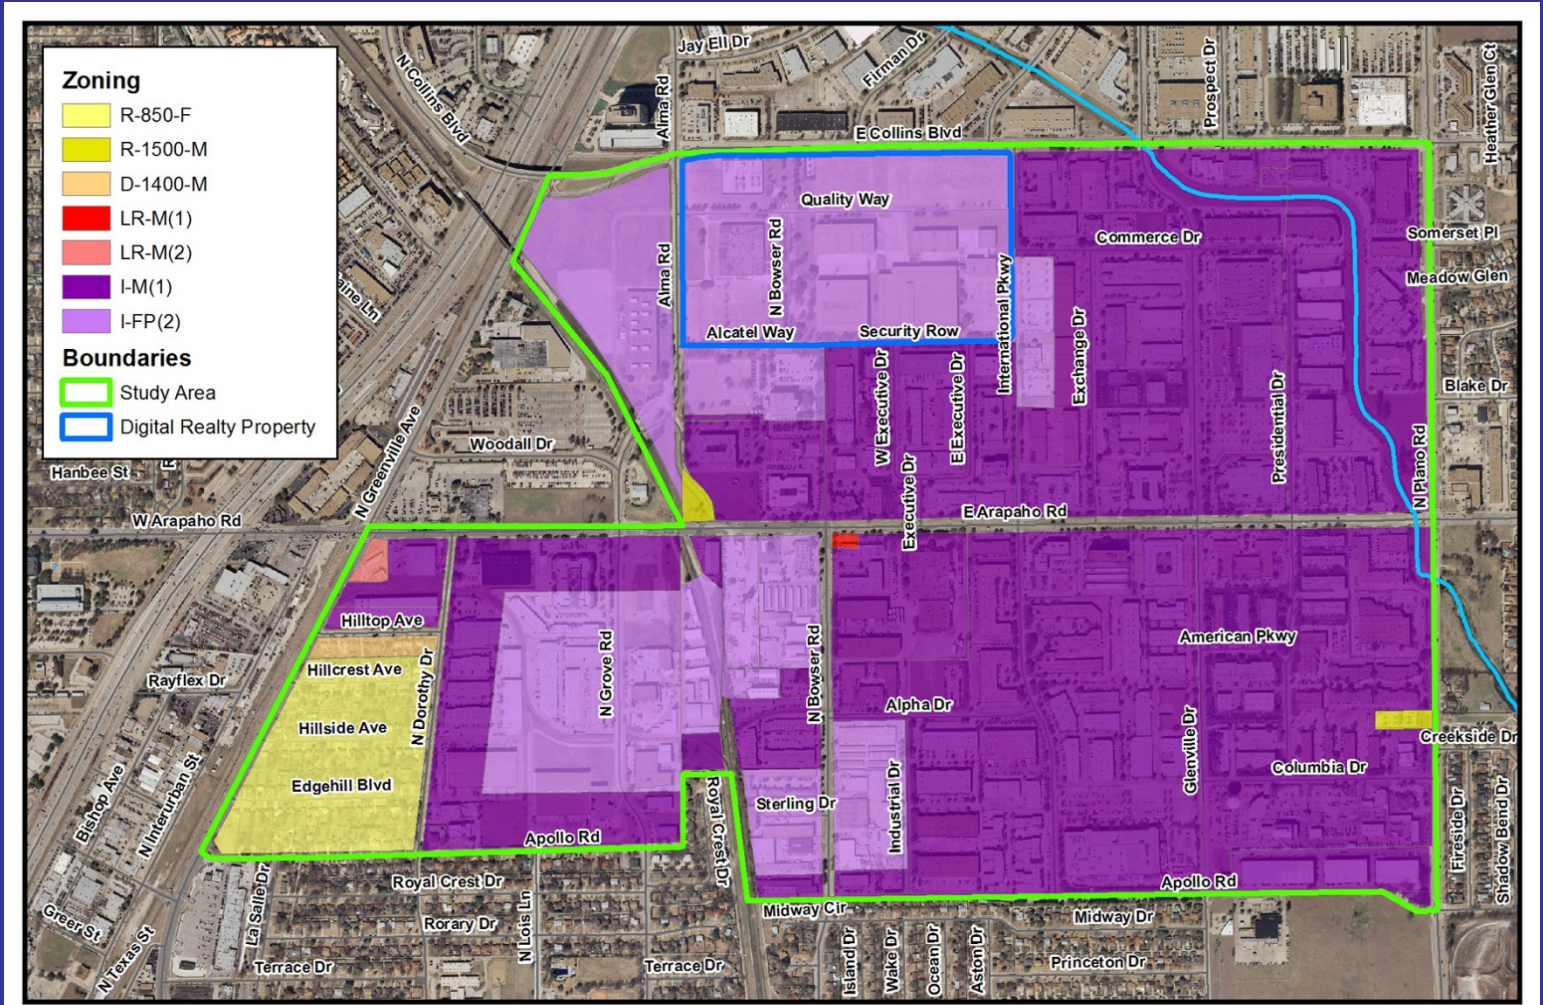 Zoning
R-850-F
R-1500-M
D-1400-M
LR-M(1)
LR-M(2)
I-M(1)
I-FP(2)
Boundaries
Study Area
Digital Realty Property
Jay Ell Dr
Firman Dr
N Collins Blvd
Alma Rd
Prospect Dr
Heather Glen Ct
E Collins Blvd
Quality Way
N Bowser Rd
Alma Rd
Commerce Dr
Somerset Pl
Meadow Glen
International Pkwy
Alcatel Way
Security Row
Exchange Dr
W Executive Dr
E Executive Dr
Presidential Dr
Blake Dr
N Greenville Ave
Woodall Dr
Hanbee St
Executive Dr
N Plano Rd
W Arapaho Rd
E Arapaho Rd
Hilltop Ave
Hillcrest Ave
N Dorothy Dr
N Grove Rd
N Bowser Rd
American Pkwy
Rayflex Dr
Hillside Ave
Alpha Dr
Glenville Dr
Creekside Dr
Edgehill Blvd
Columbia Dr
Bishop Ave
N Interurban St
Sterling Dr
Industrial Dr
Royal Crest Dr
Apollo Rd
Fireside Dr
Shadow Bend Dr
Royal Crest Dr
Apollo Rd
La Salle Dr
Midway Cir
Midway Dr
Greer St
N Texas St
Rorary Dr
N Lois Ln
Terrace Dr
Terrace Dr
Island Dr
Wake Dr
Ocean Dr
Aston Dr
Princeton Dr